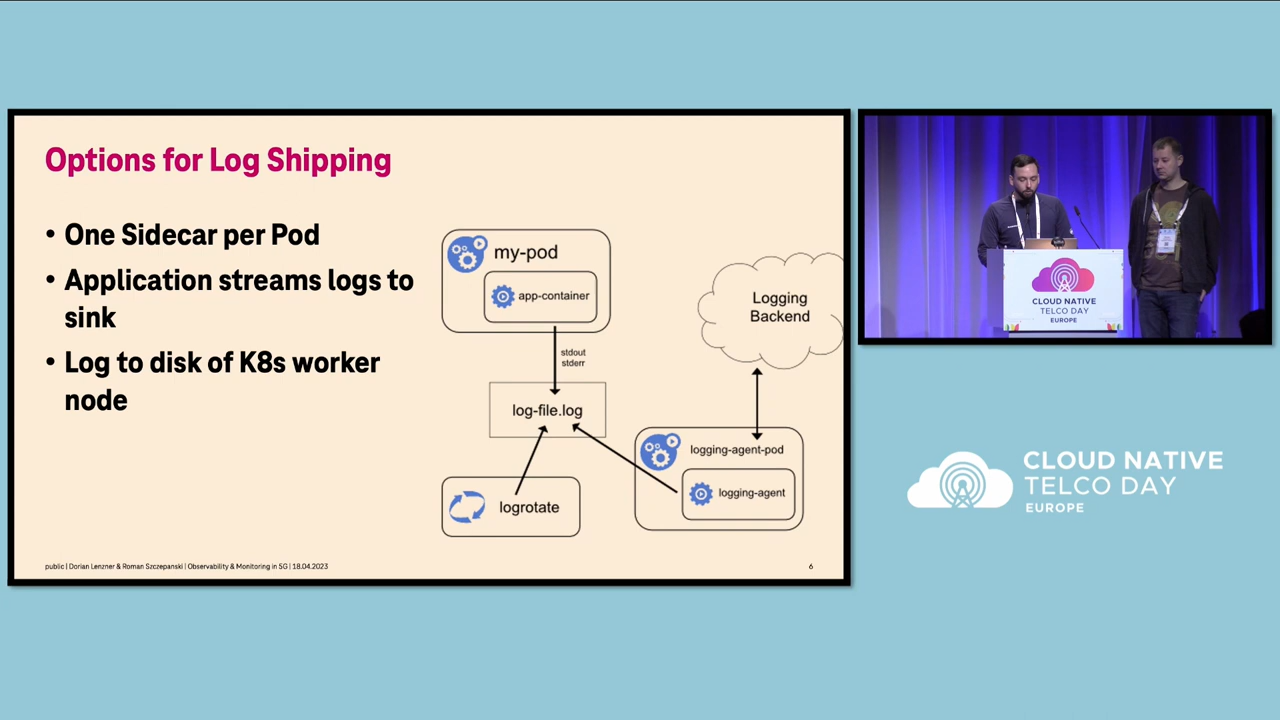 Options for Log Shipping
• One Sidecar per Pod
• Application streams logs to
sink
• Log to disk of K8s worker
node
my-pod
app-container
stdout
stderr
log-file.log
logrotate
Logging
Backend
logging-agent-pod
logging-agent
public | Dorian Lenzner & Roman Szczepanski | Observability & Monitoring in 5G | 18.04.2023
6
CLOUD NATIVE
TELCO DAY
EUROPE
CLOUD NATIVE
TELCO DAY
EUROPE